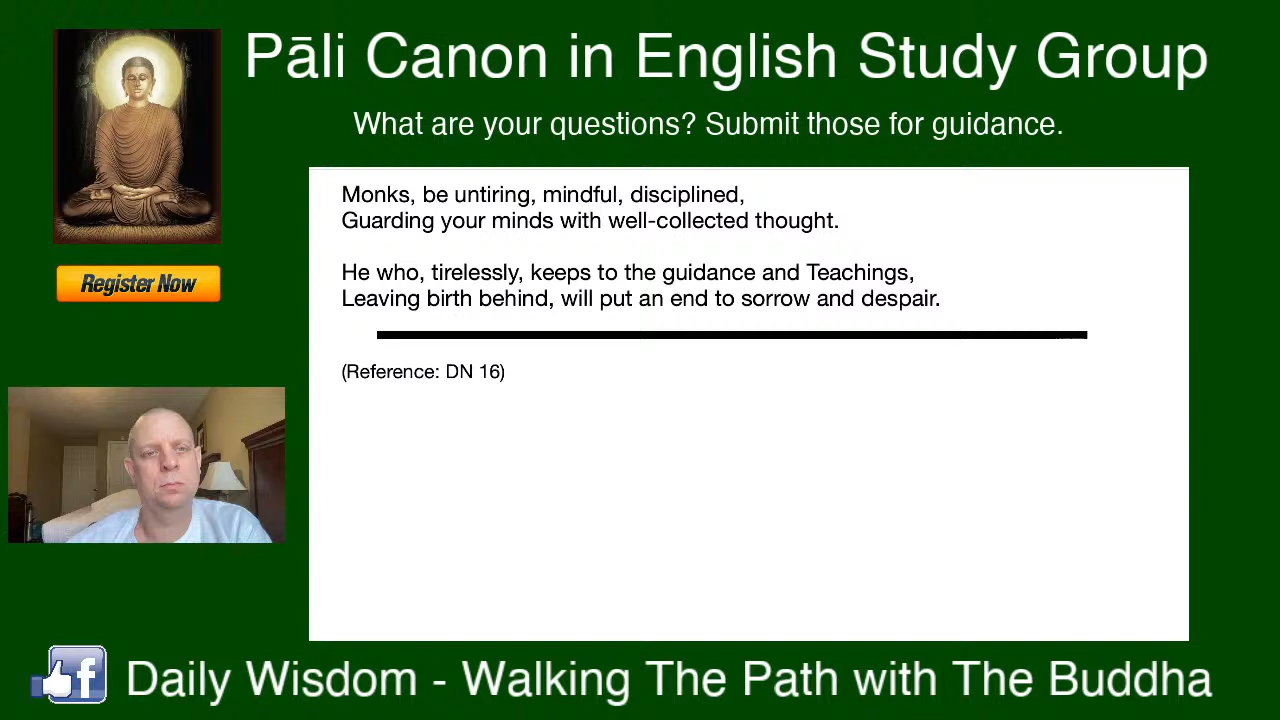 Pāli Canon in English Study Group
What are your questions? Submit those for guidance.
Monks, be untiring, mindful, disciplined,
Guarding your minds with well-collected thought.
He who, tirelessly, keeps to the guidance and Teachings,
Leaving birth behind, will put an end to sorrow and despair.
(Reference: DN 16)
Register Now
f
Daily Wisdom - Walking The Path with The Buddha